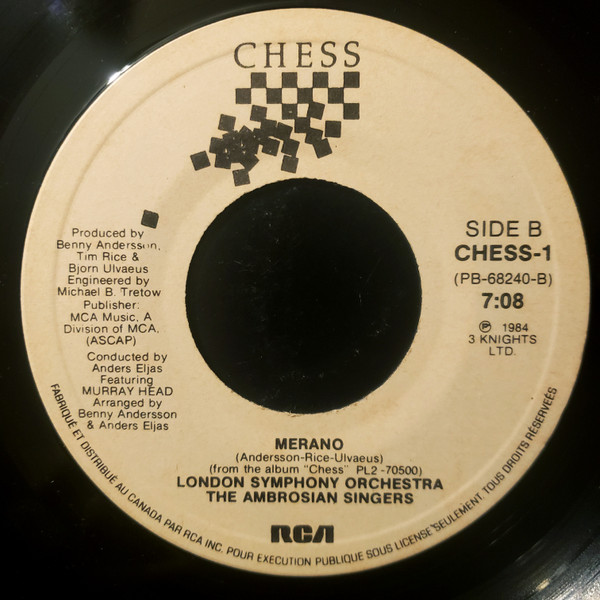 CHESS
Produced by
Benny Andersson,
Tim Rice &
Bjorn Ulvaeus
Engineered by
Michael B. Tretow
Publisher:
MCA Music, A
Division of MCA.
(ASCAP)
Conducted by
Anders Eljas
Featuring
MURRAY HEAD
Arranged by
Benny Andersson
& Anders Eljas
SIDE B
CHESS-1
(PB-68240-B)
7:08
℗ 1984
3 KNIGHTS
LTD.
MERANO
(Andersson-Rice-Ulvaeus)
(from the album "Chess" PL2-70500)
LONDON SYMPHONY ORCHESTRA
THE AMBROSIAN SINGERS
RCA
FABRIQUÉ ET DISTRIBUÉ AU CANADA PAR RCA INC. POUR EXECUTION PUBLIQUE SOUS LICENSE SEULEMENT. TOUS DROITS RÉSERVEÉS